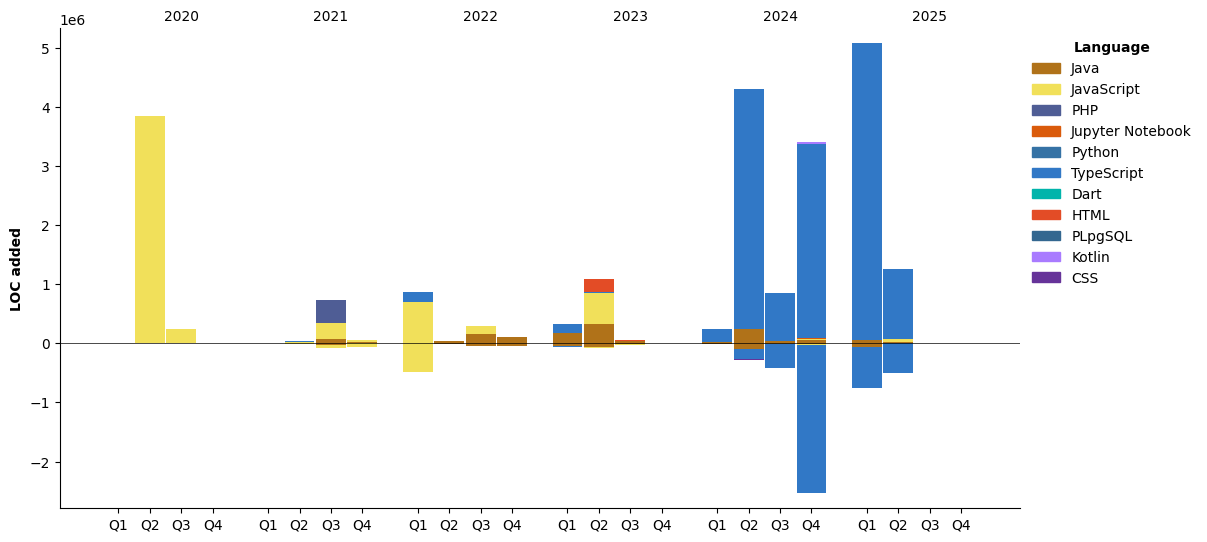 1e6
2020 2021 2022 2023 2024 2025
LOC added
5
4
3
2
1
0
−1
−2
Q1 Q2 Q3 Q4 Q1 Q2 Q3 Q4 Q1 Q2 Q3 Q4 Q1 Q2 Q3 Q4 Q1 Q2 Q3 Q4 Q1 Q2 Q3 Q4
Language
Java
JavaScript
PHP
Jupyter Notebook
Python
TypeScript
Dart
HTML
PLpgSQL
Kotlin
CSS